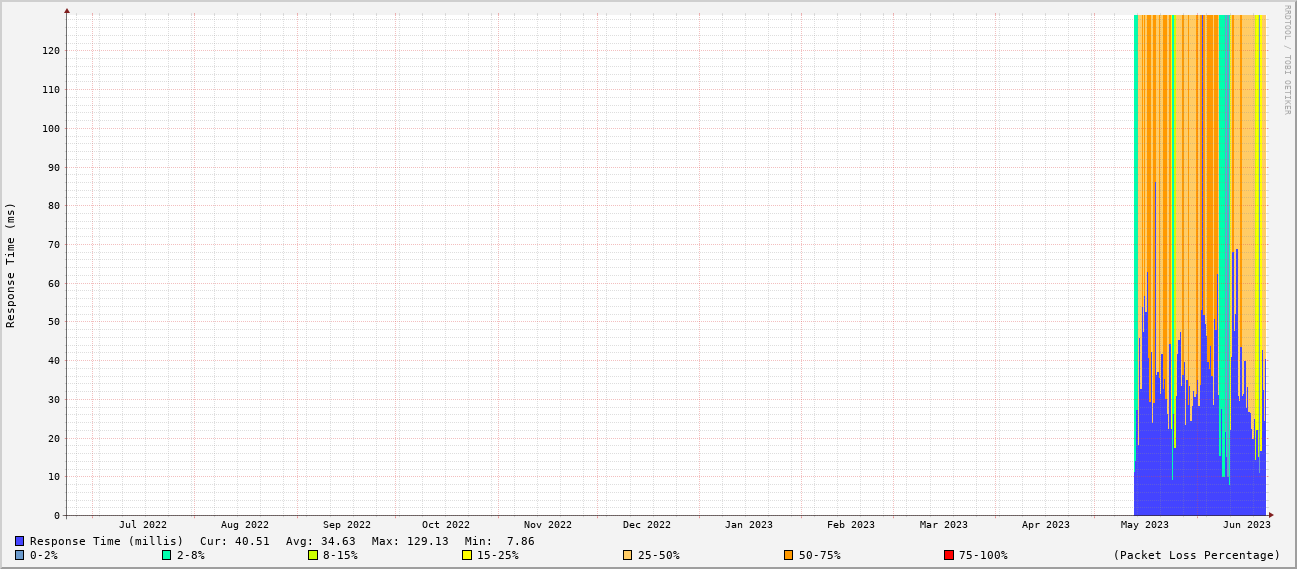 RRDTOOL / TOBI OETIKER
Response Time (ms)
120
110
100
90
80
70
60
50
40
30
20
10
0
Jul 2022 Aug 2022 Sep 2022 Oct 2022 Nov 2022 Dec 2022 Jan 2023 Feb 2023 Mar 2023 Apr 2023 May 2023 Jun 2023
Response Time (millis) Cur: 40.51 Avg: 34.63 Max: 129.13 Min: 7.86
0-2% 2-8% 8-15% 15-25% 25-50% 50-75% 75-100% (Packet Loss Percentage)